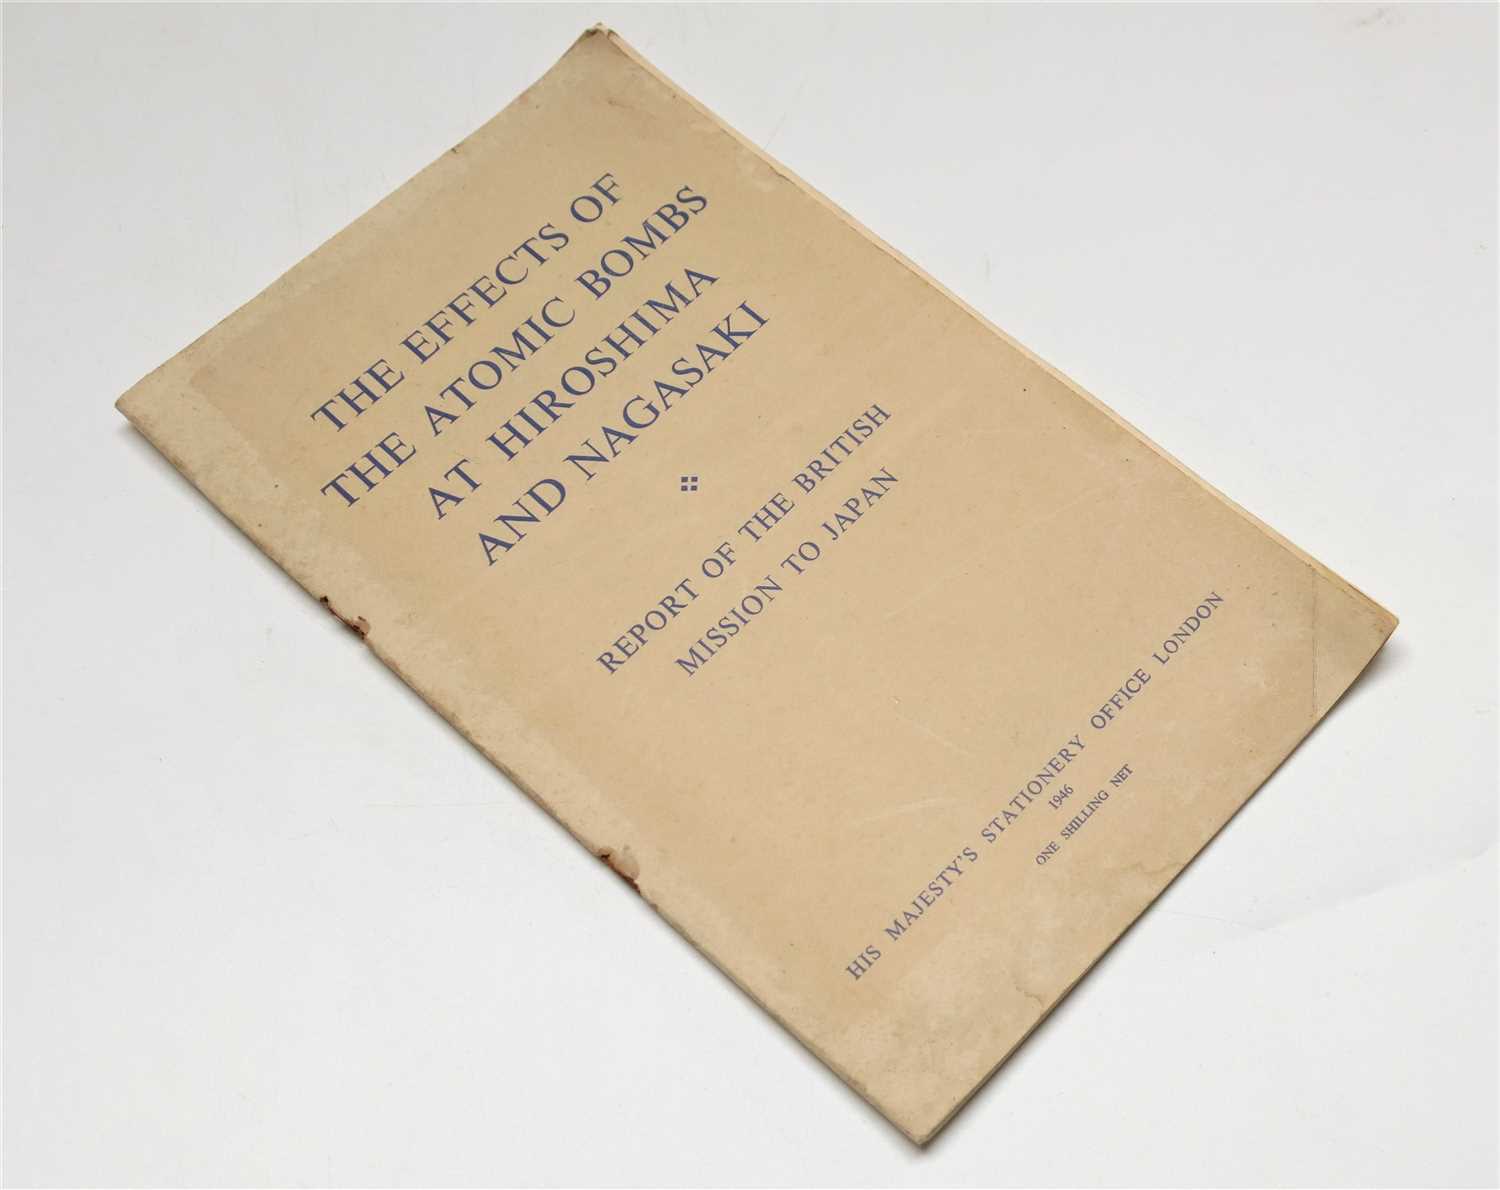 THE EFFECTS OF
THE ATOMIC BOMBS
AT HIROSHIMA
AND NAGASAKI
REPORT OF THE BRITISH
MISSION TO JAPAN
HIS MAJESTY'S STATIONERY OFFICE LONDON
1946
ONE SHILLING NET